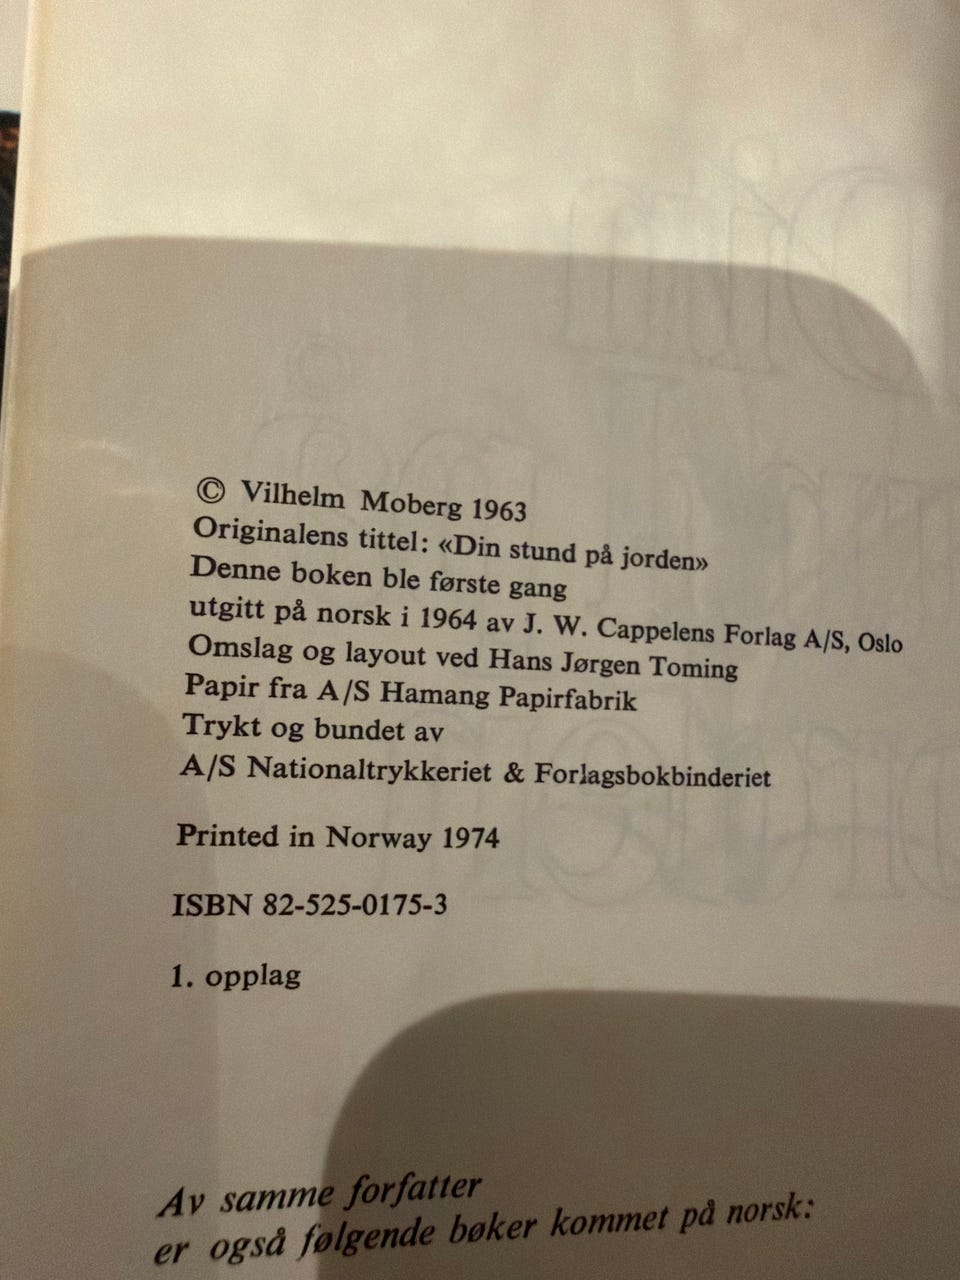 © Vilhelm Moberg 1963
Originalens tittel: «Din stund på jorden»
Denne boken ble første gang
utgitt på norsk i 1964 av J. W. Cappelens Forlag A/S, Oslo
Omslag og layout ved Hans Jørgen Toming
Papir fra A/S Hamang Papirfabrik
Trykt og bundet av
A/S Nationaltrykkeriet & Forlagsbokbinderiet
Printed in Norway 1974
ISBN 82-525-0175-3
1. opplag
Av samme forfatter
er også følgende bøker kommet på norsk: